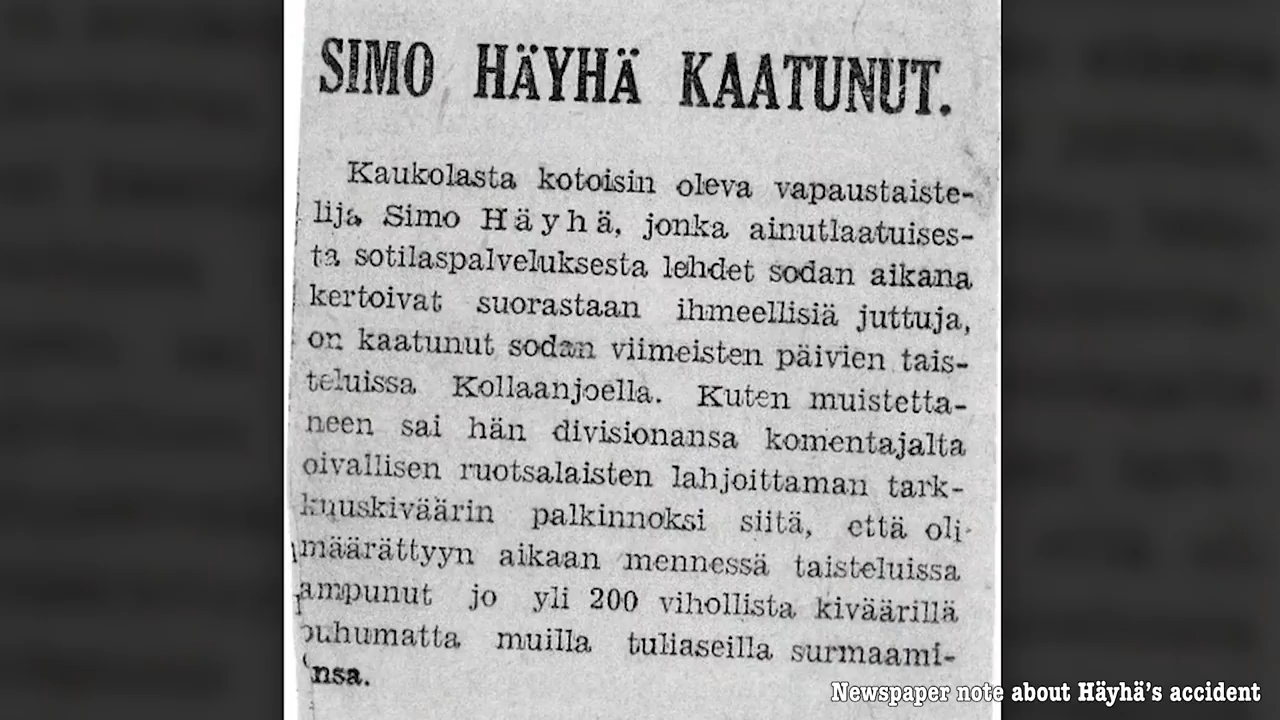 SIMO HÄYHÄ KAATUNUT.
Kaukolasta kotoisin oleva vapaustaiste-
lija Simo Häyhä, jonka ainutlaatuises-
ta sotilaspalveluksesta lehdet sodan aikana
kertoivat suorastaan ihmeellisiä juttuja,
on kaatunut sodan viimeisten päivien tais-
teluissa Kollaanjoella. Kuten muistetta-
neen sai hän divisionansa komentajalta
oivallisen ruotsalaisten lahjoittaman tark-
kuuskiväärin palkinnoksi siitä, että oli
määrättyyn aikaan mennessä taisteluissa
ampunut jo yli 200 vihollista kiväärillä
puhumatta muilla tuliaseilla surmaami-
nsa.
Newspaper note about Häyhä's accident